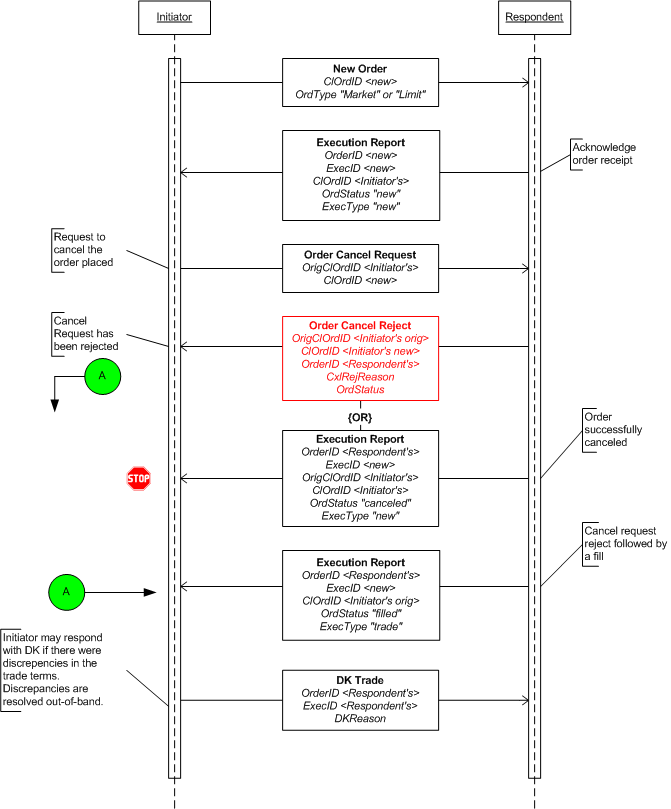 Initiator
Respondent
New Order
ClOrdID <new>
OrdType "Market" or "Limit"
Execution Report
OrderID <new>
ExecID <new>
ClOrdID <Initiator's>
OrdStatus "new"
ExecType "new"
Acknowledge
order receipt
Request to
cancel the
order placed
Order Cancel Request
OrigClOrdID <Initiator's>
ClOrdID <new>
Cancel
Request has
been rejected
Order Cancel Reject
OrigClOrdID <Initiator's orig>
ClOrdID <Initiator's new>
OrderID <Respondent's>
CxlRejReason
OrdStatus
A
{OR}
Order
successfully
canceled
Execution Report
OrderID <Respondent's>
ExecID <new>
OrigClOrdID <Initiator's>
ClOrdID <Initiator's>
OrdStatus "canceled"
ExecType "new"
STOP
Cancel request
reject followed by
a fill
Execution Report
OrderID <Respondent's>
ExecID <new>
ClOrdID <Initiator's orig>
OrdStatus "filled"
ExecType "trade"
A
Initiator may respond
with DK if there were
discrepencies in the
trade terms.
Discrepancies are
resolved out-of-band.
DK Trade
OrderID <Respondent's>
ExecID <Respondent's>
DKReason